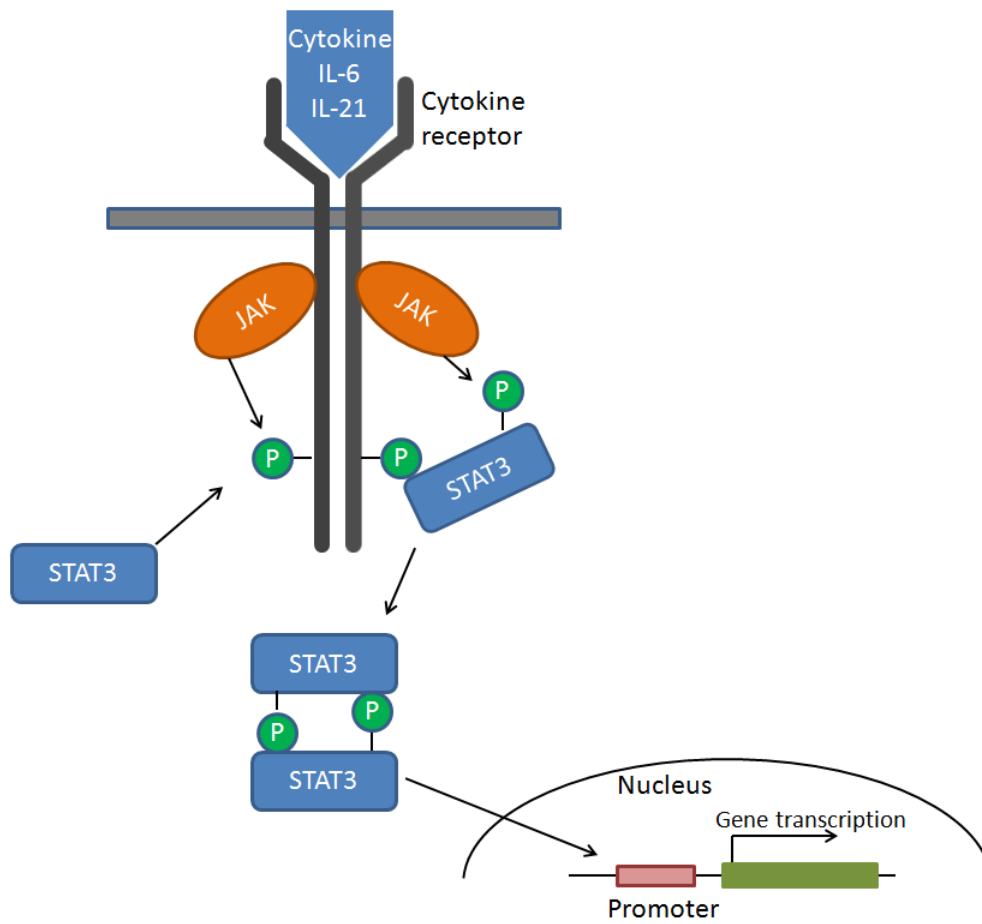 Cytokine
IL-6
IL-21
Cytokine
receptor
JAK
JAK
P
P
P
STAT3
STAT3
STAT3
P
P
STAT3
Nucleus
Gene transcription
Promoter